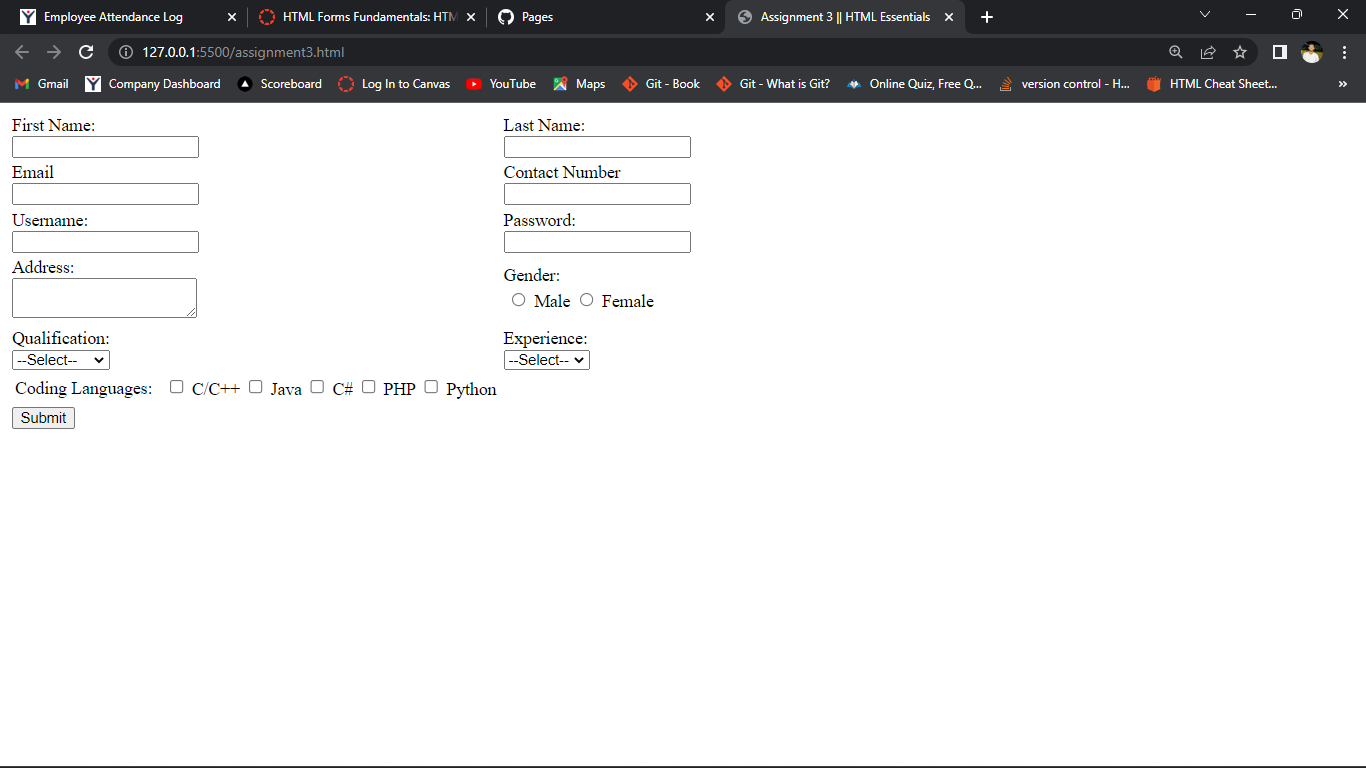 Employee Attendance Log HTML Forms Fundamentals: HTM Pages Assignment 3 || HTML Essentials
127.0.0.1:5500/assignment3.html
Gmail Company Dashboard Scoreboard Log In to Canvas YouTube Maps Git - Book Git - What is Git? Online Quiz, Free Q... version control - H... HTML Cheat Sheet... »
First Name: Last Name:
Email Contact Number
Username: Password:
Address: Gender:
Male Female
Qualification: Experience:
--Select-- --Select--
Coding Languages: C/C++ Java C# PHP Python
Submit